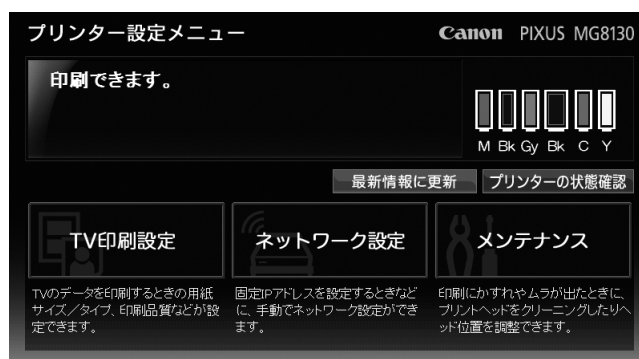 プリンター設定メニュー
Canon PIXUS MG8130
印刷できます。
M Bk Gy Bk C Y
最新情報に更新 プリンターの状態確認
TV印刷設定 ネットワーク設定 メンテナンス
TVのデータを印刷するときの用紙
サイズ／タイプ、印刷品質などが設
定できます。
固定IPアドレスを設定するときなど
に、手動でネットワーク設定ができ
ます。
印刷にかすれやムラが出たときに、
プリントヘッドをクリーニングしたりヘ
ッド位置を調整できます。